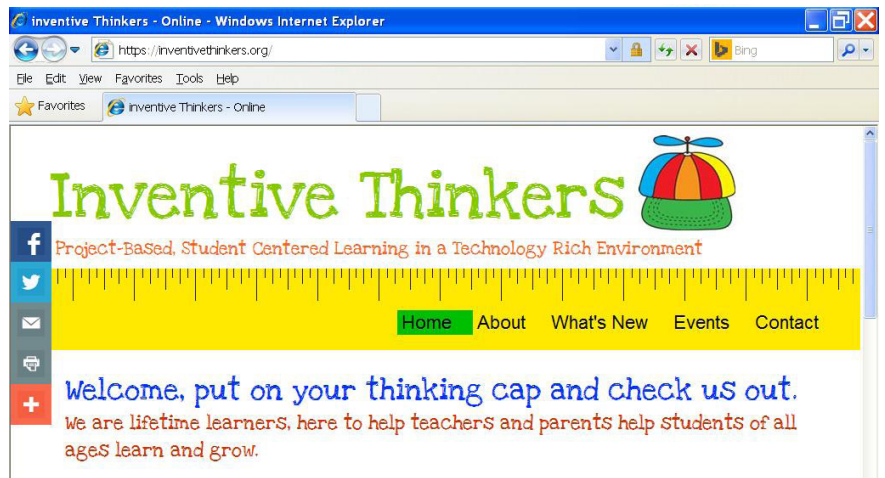 inventive Thinkers - Online - Windows Internet Explorer
https://inventivethinkers.org/
Bing
File Edit View Favorites Tools Help
Favorites
inventive Thinkers - Online
Inventive Thinkers
Project-Based, Student Centered Learning in a Technology Rich Environment
Home About What's New Events Contact
Welcome, put on your thinking cap and check us out.
We are lifetime learners, here to help teachers and parents help students of all
ages learn and grow.